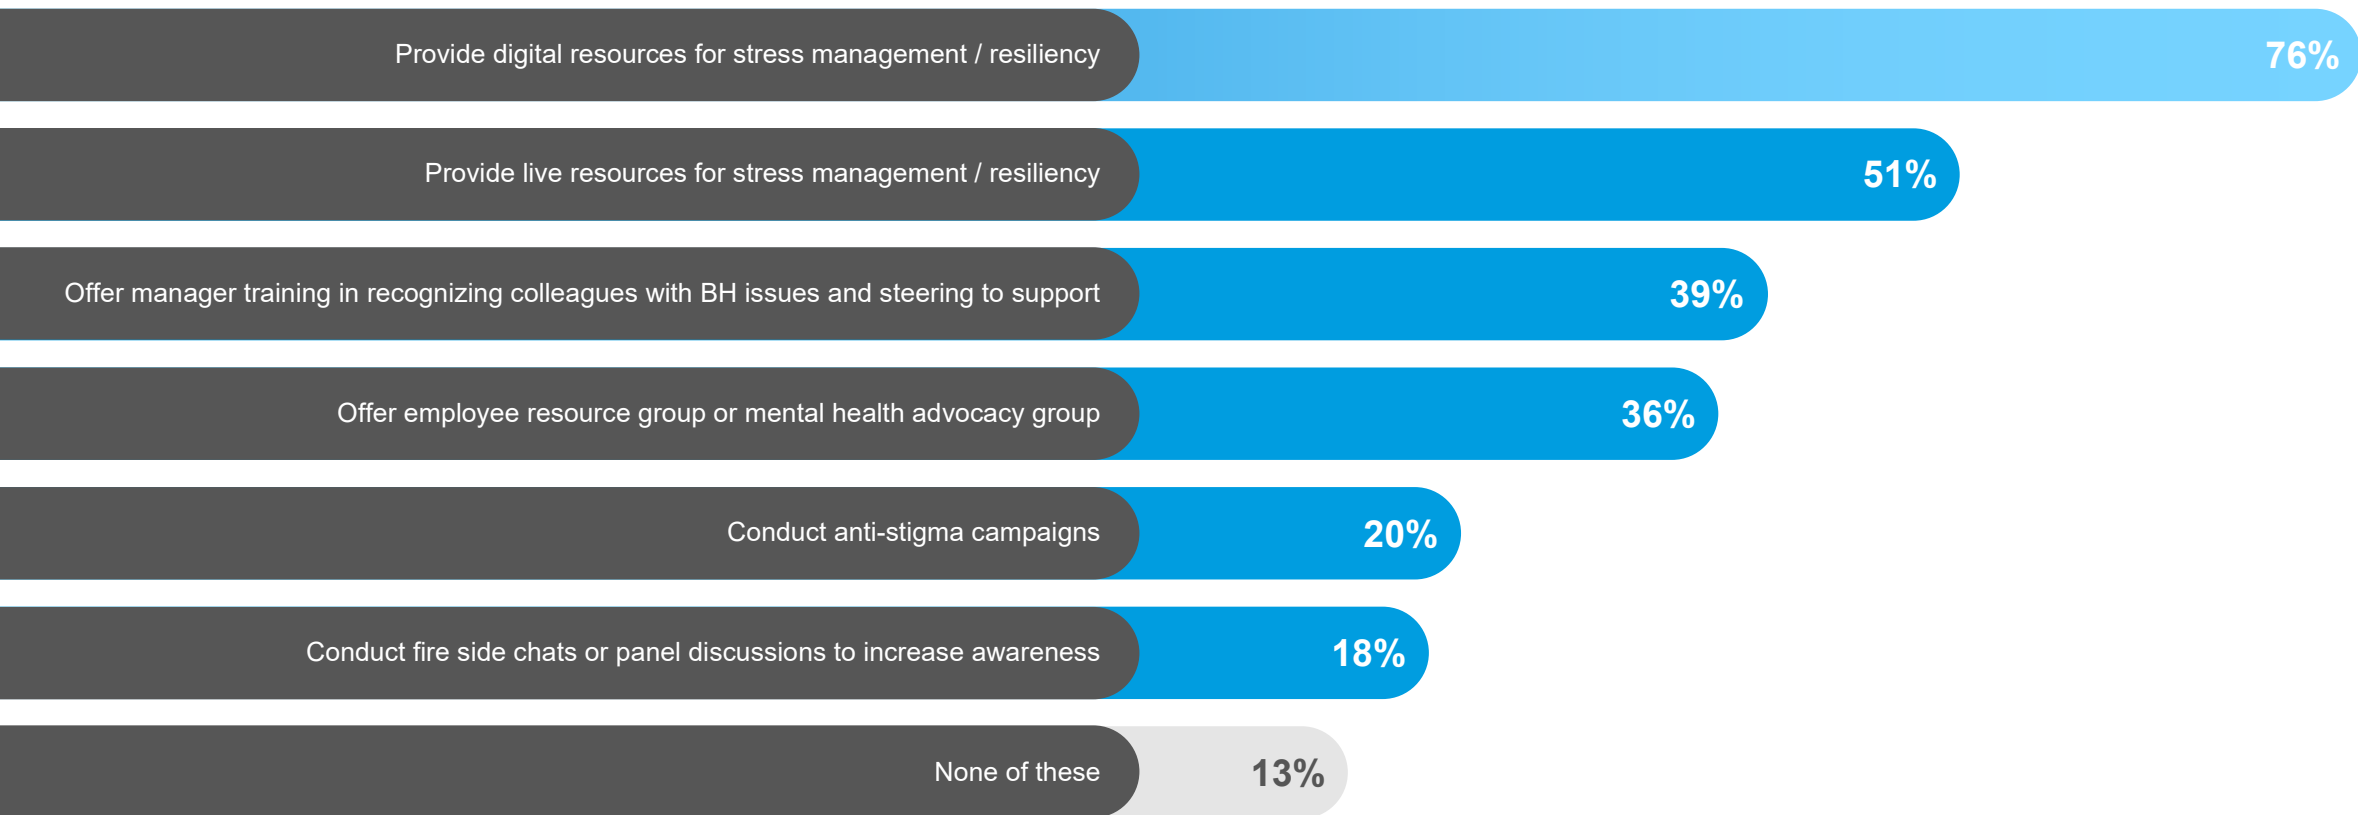 Provide digital resources for stress management / resiliency 76%
Provide live resources for stress management / resiliency 51%
Offer manager training in recognizing colleagues with BH issues and steering to support 39%
Offer employee resource group or mental health advocacy group 36%
Conduct anti-stigma campaigns 20%
Conduct fire side chats or panel discussions to increase awareness 18%
None of these 13%